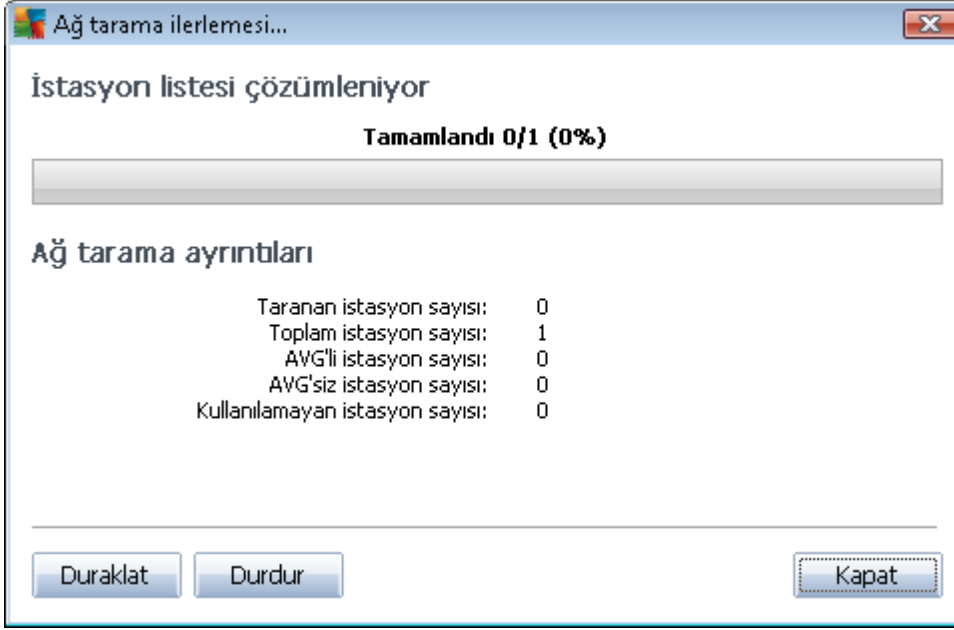 Ağ tarama ilerlemesi...
İstasyon listesi çözümleniyor
Tamamlandı 0/1 (0%)
Ağ tarama ayrıntıları
Taranan istasyon sayısı: 0
Toplam istasyon sayısı: 1
AVG'li istasyon sayısı: 0
AVG'siz istasyon sayısı: 0
Kullanılamayan istasyon sayısı: 0
Duraklat Durdur Kapat